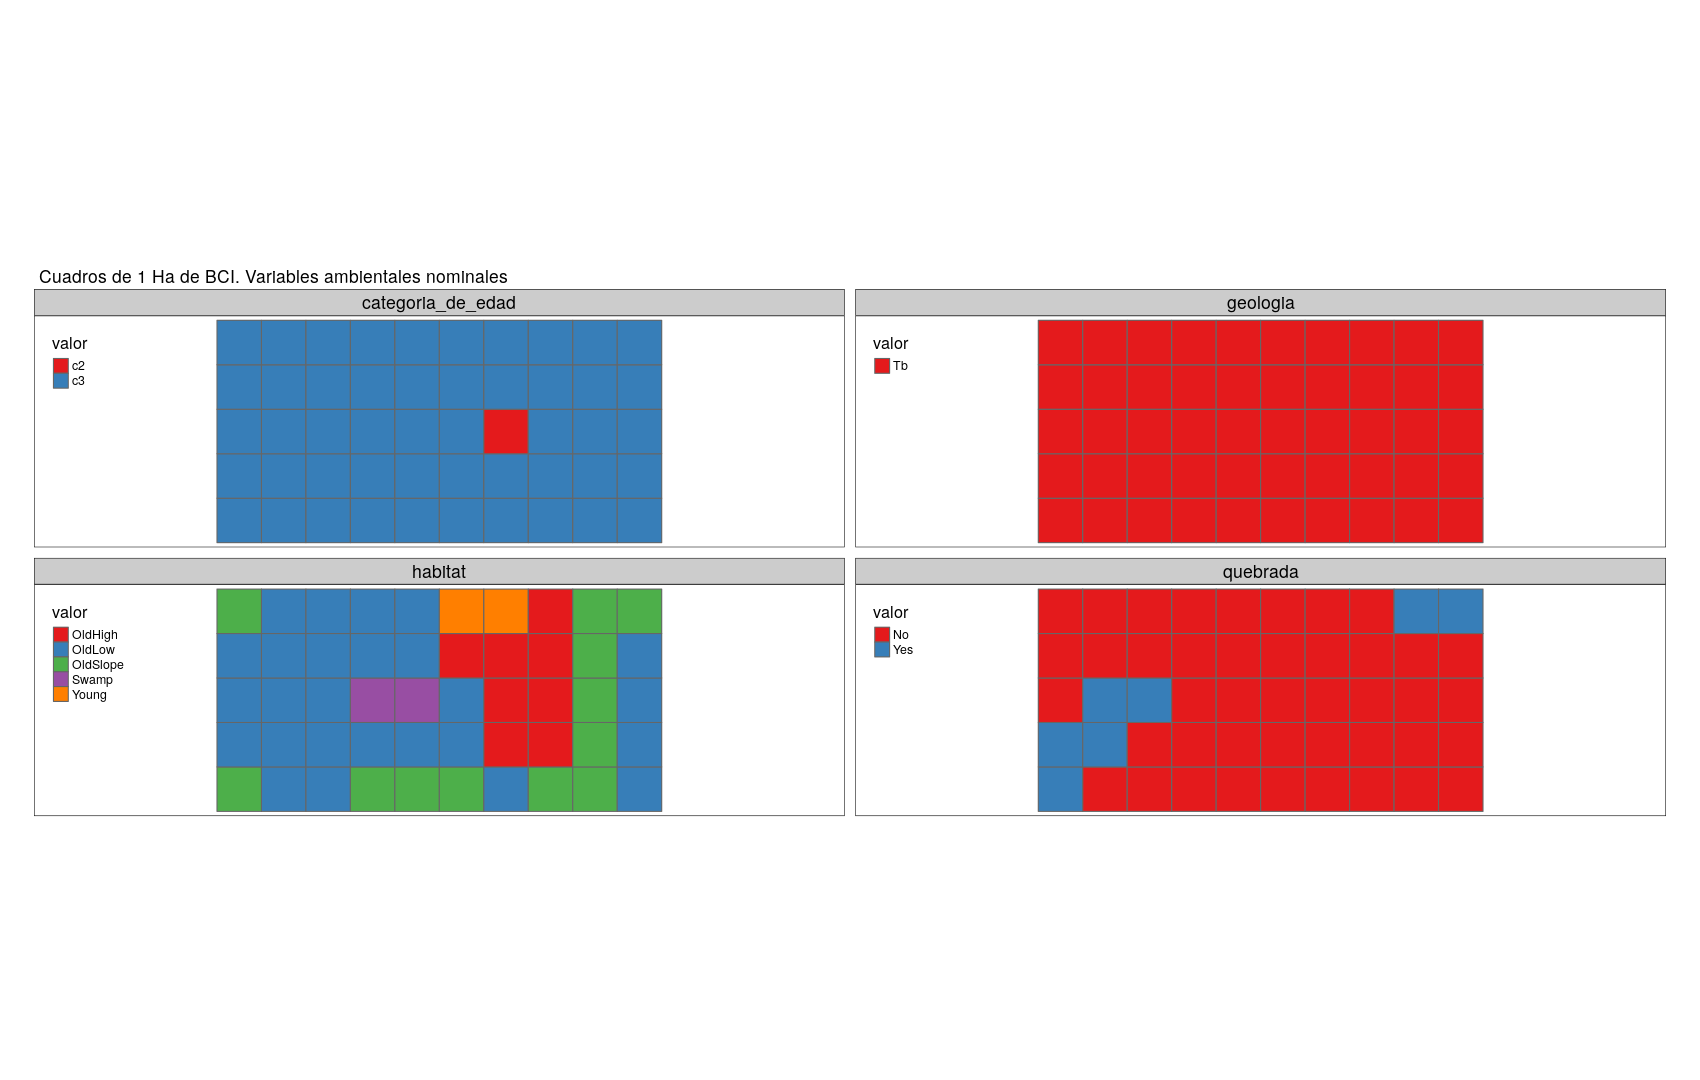 Cuadros de 1 Ha de BCI. Variables ambientales nominales
categoria_de_edad
valor
c2
c3
geologia
valor
Tb
habitat
valor
OldHigh
OldLow
OldSlope
Swamp
Young
quebrada
valor
No
Yes